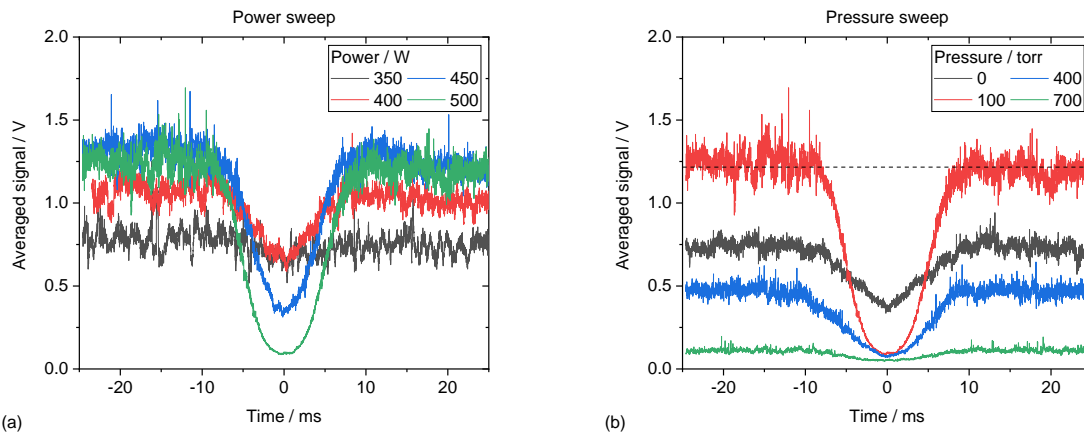 Power sweep
2.0
1.5
1.0
0.5
0.0
Averaged signal / V
Power / W
350 450
400 500
-20 -10 0 10 20
Time / ms
(a)
Pressure sweep
2.0
1.5
1.0
0.5
0.0
Averaged signal / V
Pressure / torr
0 400
100 700
-20 -10 0 10 20
Time / ms
(b)